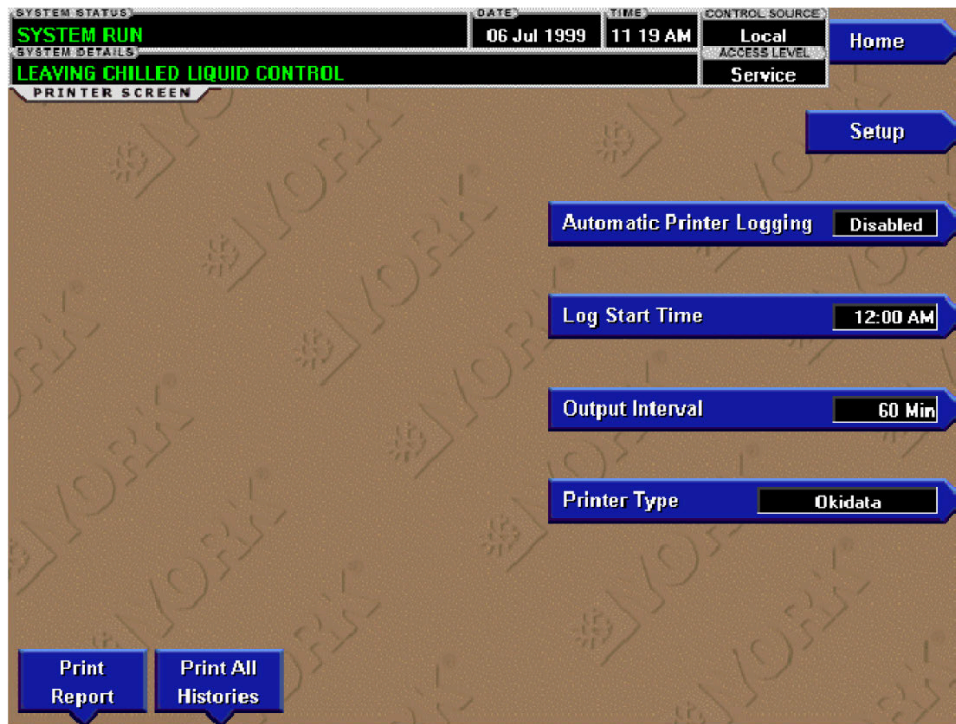 SYSTEM STATUS
SYSTEM RUN
DATE
06 Jul 1999
TIME
11 19 AM
CONTROL SOURCE
Local
SYSTEM DETAILS
LEAVING CHILLED LIQUID CONTROL
ACCESS LEVEL
Service
PRINTER SCREEN
Home
Setup
Automatic Printer Logging Disabled
Log Start Time 12:00 AM
Output Interval 60 Min
Printer Type Okidata
Print
Report
Print All
Histories
YORK®